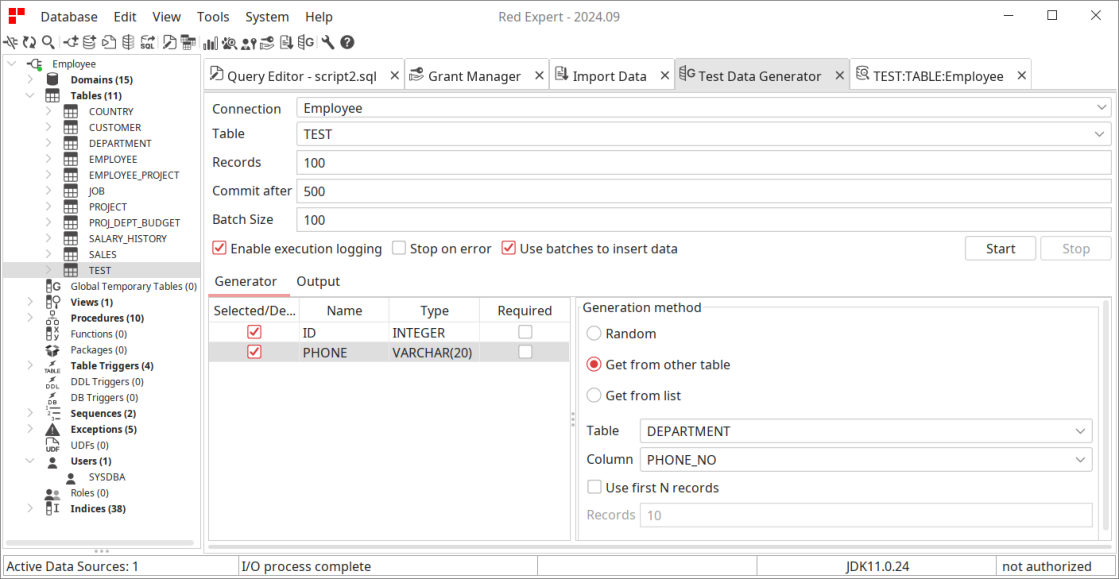 Database Edit View Tools System Help
Red Expert - 2024.09
SQL
G
Employee
Domains (15)
Tables (11)
COUNTRY
CUSTOMER
DEPARTMENT
EMPLOYEE
EMPLOYEE_PROJECT
JOB
PROJECT
PROJ_DEPT_BUDGET
SALARY_HISTORY
SALES
TEST
Global Temporary Tables (0)
Views (1)
Procedures (10)
Functions (0)
Packages (0)
Table Triggers (4)
DDL Triggers (0)
DB Triggers (0)
Sequences (2)
Exceptions (5)
UDFs (0)
Users (1)
SYSDBA
Roles (0)
Indices (38)
Query Editor - script2.sql
Grant Manager
Import Data
Test Data Generator
TEST:TABLE:Employee
Connection Employee
Table TEST
Records 100
Commit after 500
Batch Size 100
Enable execution logging Stop on error Use batches to insert data Start Stop
Generator Output
Selected/De... Name Type Required
ID INTEGER
PHONE VARCHAR(20)
Generation method
Random
Get from other table
Get from list
Table DEPARTMENT
Column PHONE_NO
Use first N records
Records 10
Active Data Sources: 1 I/O process complete JDK11.0.24 not authorized